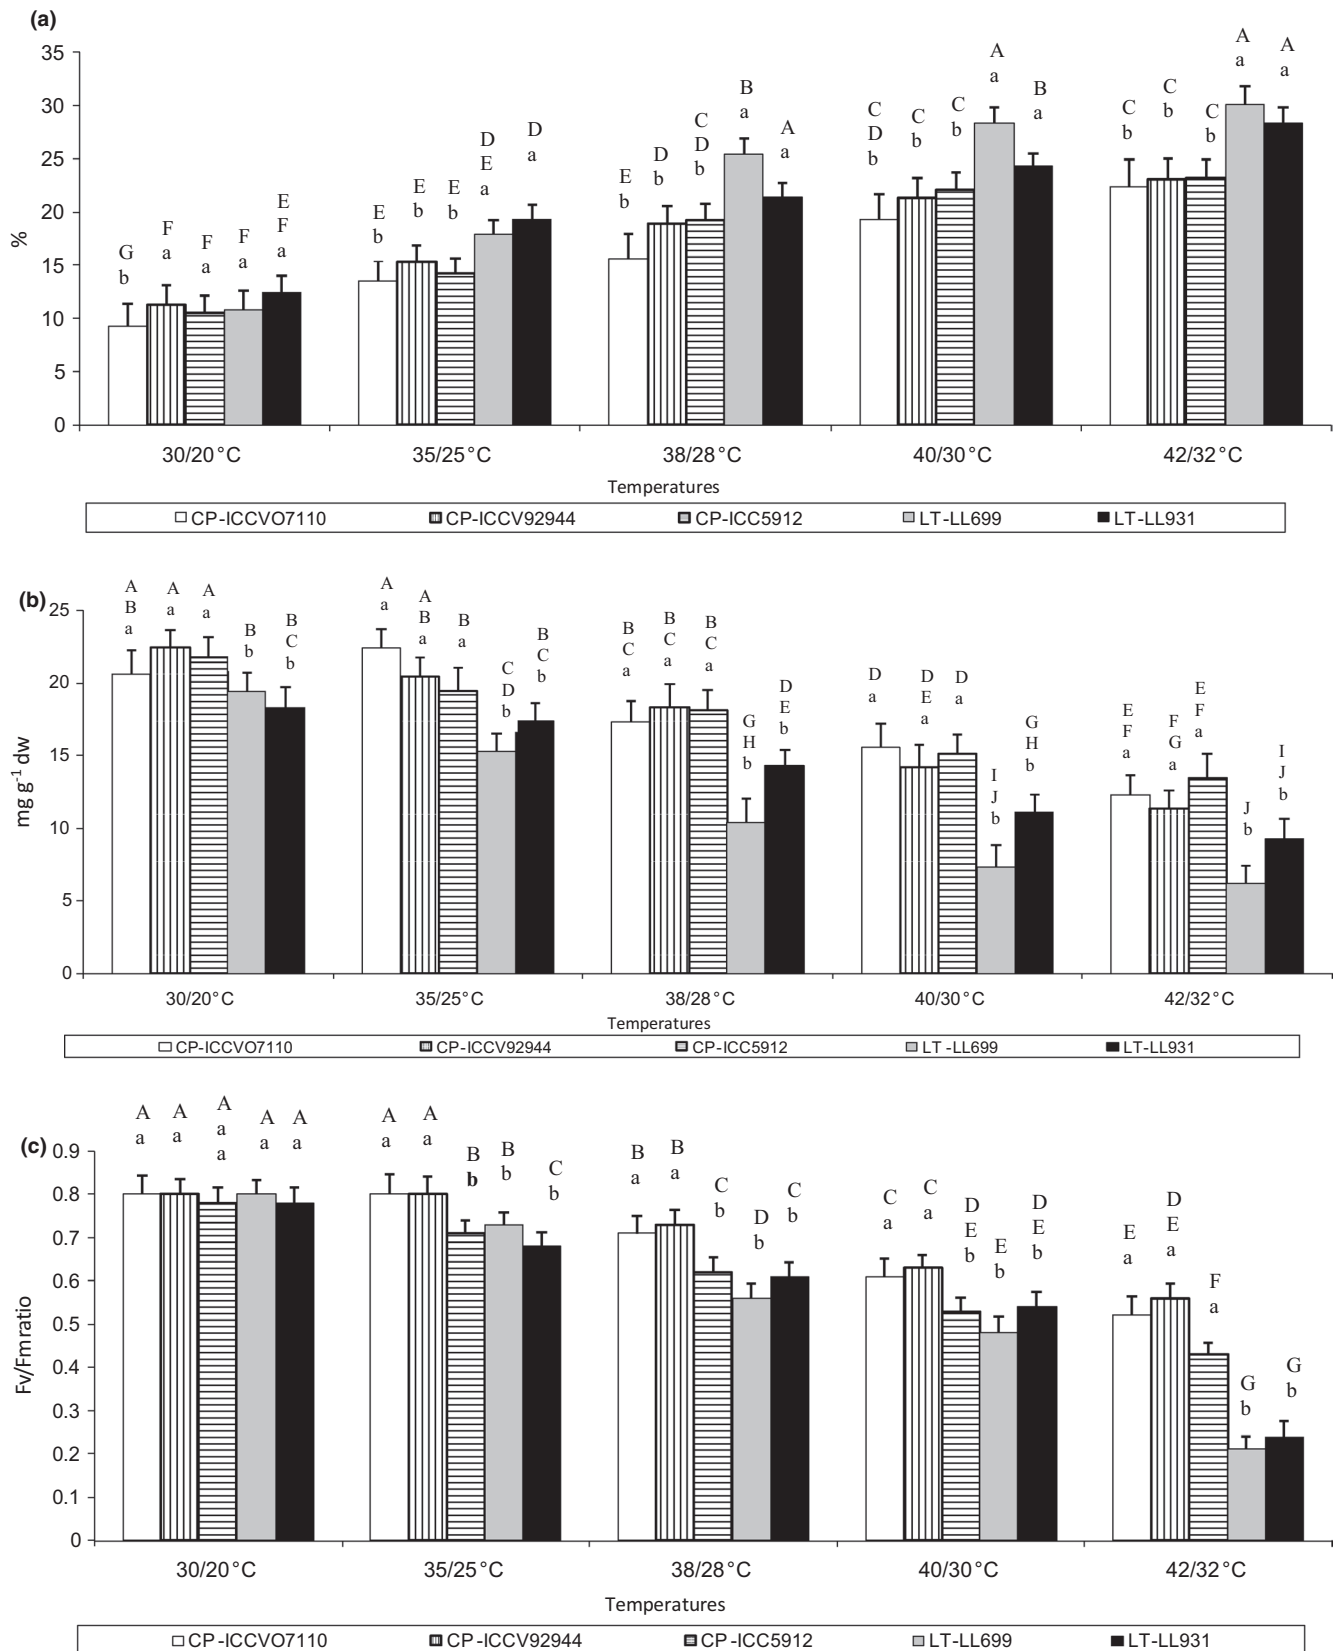 (a)
35
30
25
20
15
10
5
0
%
G
b
F
a
F
a
F
a
E
F
a
E
b
E
b
E
b
D
E
a
D
a
E
b
D
b
C
D
b
B
a
A
a
C
D
b
C
b
C
b
A
a
B
a
C
b
C
b
C
b
A
a
A
a
30/20°C 35/25°C 38/28°C 40/30°C 42/32°C
Temperatures
CP-ICCVO7110 CP-ICCV92944 CP-ICC5912 LT-LL699 LT-LL931
(b)
25
20
15
10
5
0
mg g-1 dw
A
B
a
A
a
A
a
B
b
B
C
b
A
a
A
B
a
B
a
C
D
b
B
C
b
B
C
a
B
C
a
B
C
a
G
H
b
D
E
b
D
a
D
E
a
D
a
I
J
b
G
H
b
E
F
a
F
G
a
E
F
a
J
b
I
J
b
30/20°C 35/25°C 38/28°C 40/30°C 42/32°C
Temperatures
CP-ICCVO7110 CP-ICCV92944 CP-ICC5912 LT-LL699 LT-LL931
(c)
0.9
0.8
0.7
0.6
0.5
0.4
0.3
0.2
0.1
0
Fv/Fm ratio
A
a
A
a
A
a
a
A
a
A
a
A
a
A
a
B
b
B
b
C
b
B
a
B
a
C
b
D
b
C
b
C
a
C
a
D
E
b
E
b
D
E
b
E
a
D
E
a
F
a
G
b
G
b
30/20°C 35/25°C 38/28°C 40/30°C 42/32°C
Temperatures
CP-ICCVO7110 CP-ICCV92944 CP-ICC5912 LT-LL699 LT-LL931